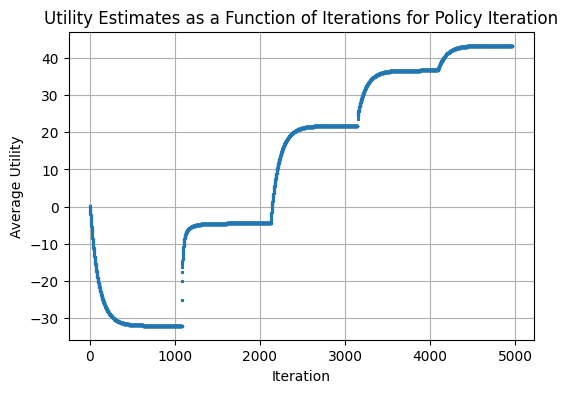 Utility Estimates as a Function of Iterations for Policy Iteration
40
30
20
10
0
−10
−20
−30
Average Utility
0 1000 2000 3000 4000 5000
Iteration